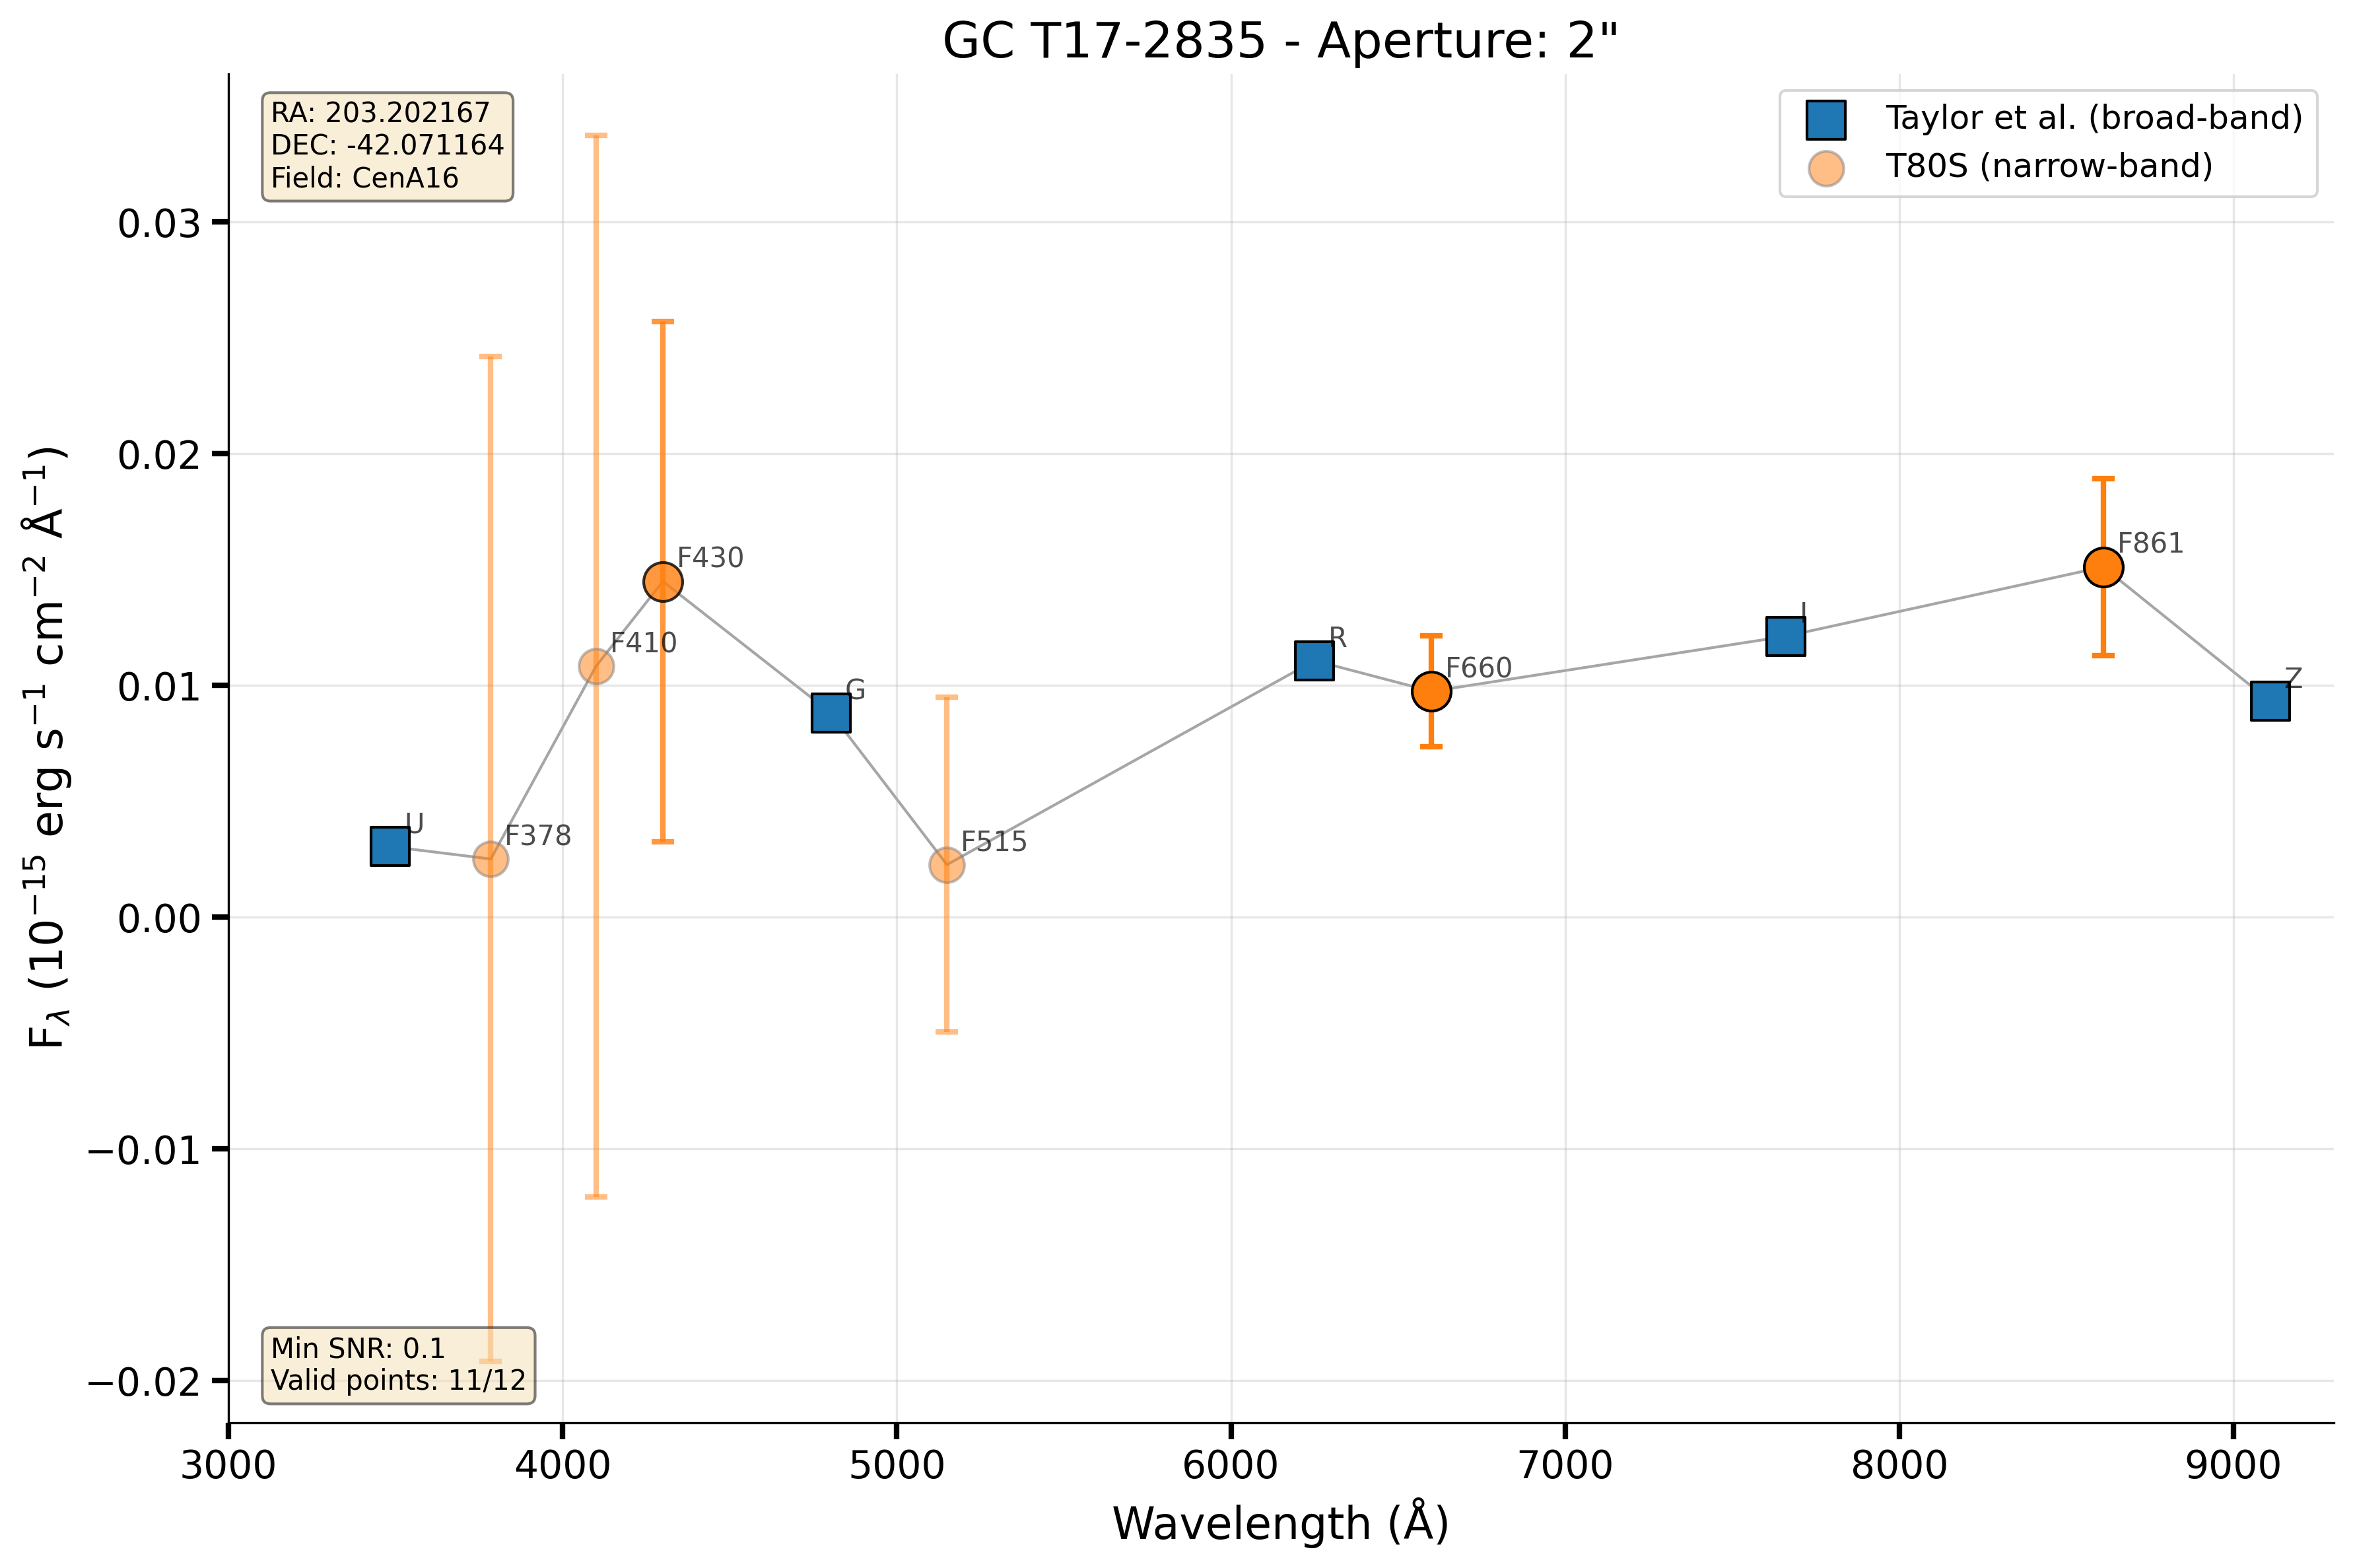 GC T17-2835 - Aperture: 2"
RA: 203.202167
DEC: -42.071164
Field: CenA16
Taylor et al. (broad-band)
T80S (narrow-band)
F_λ (10⁻¹⁵ erg s⁻¹ cm⁻² Å⁻¹)
0.03
0.02
0.01
0.00
−0.01
−0.02
U
F378
F410
F430
G
F515
R
F660
I
F861
Z
Min SNR: 0.1
Valid points: 11/12
3000
4000
5000
6000
7000
8000
9000
Wavelength (Å)